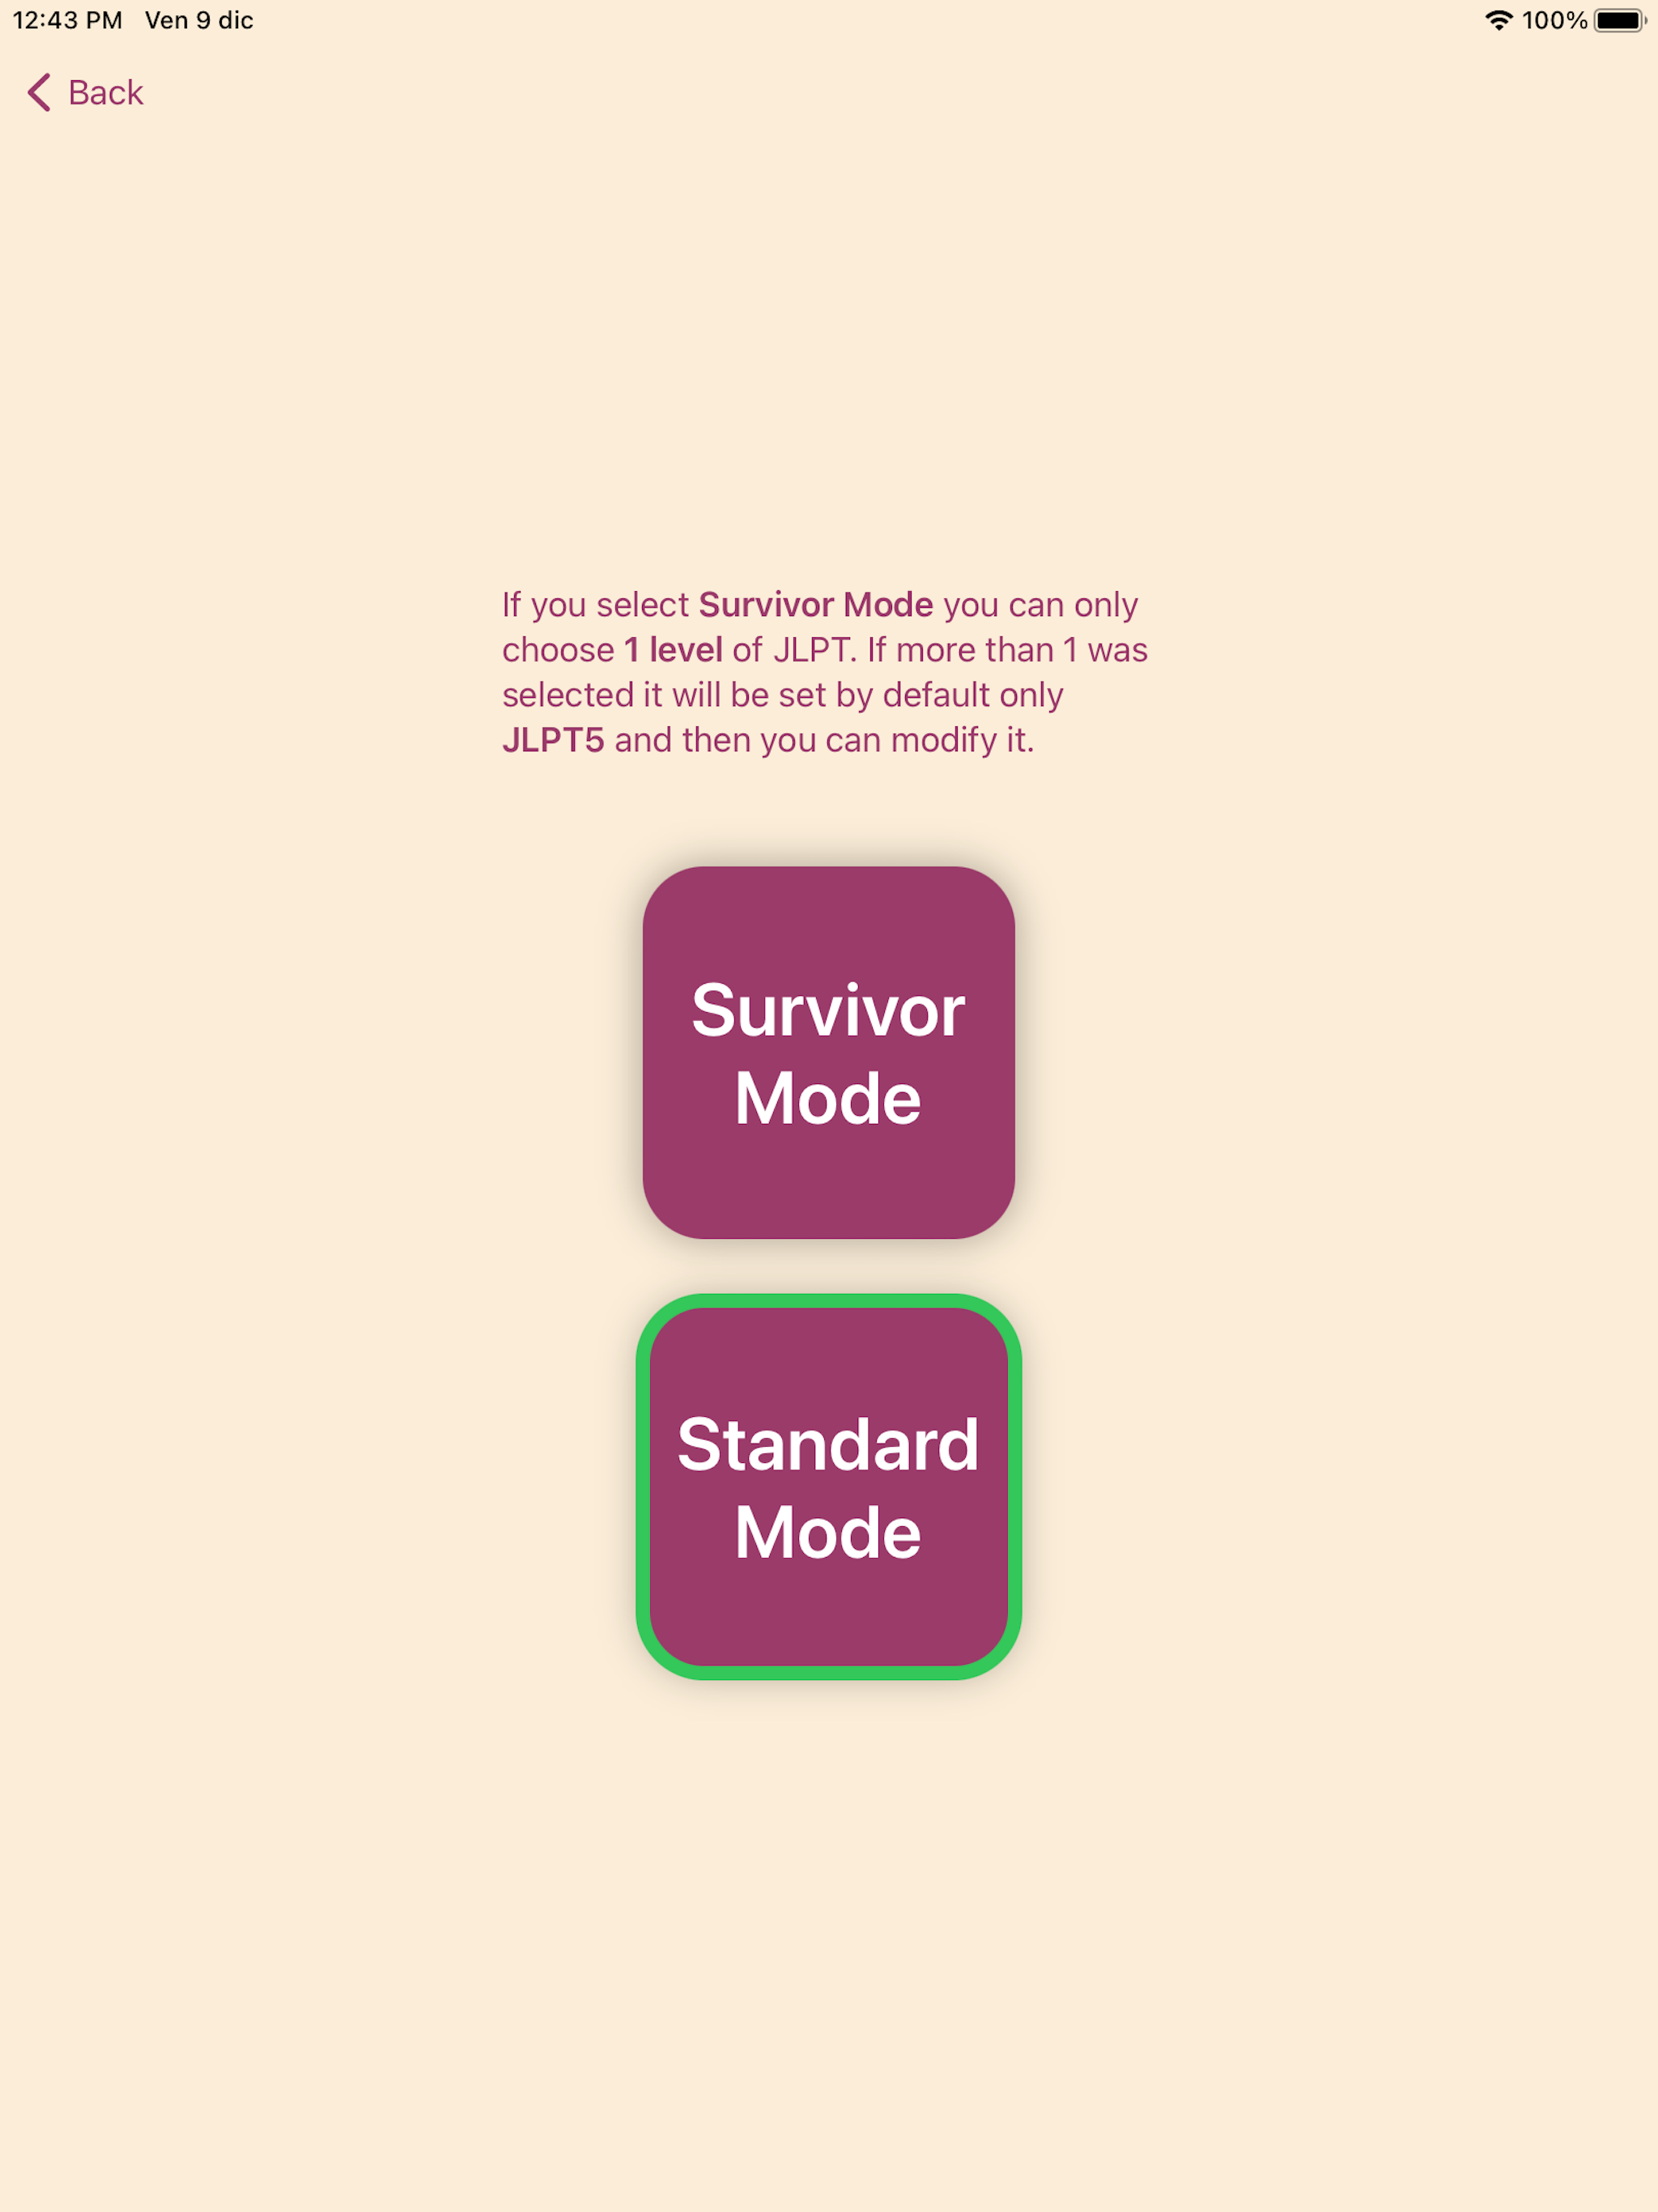 12:43 PM Ven 9 dic 100%
Back
If you select Survivor Mode you can only
choose 1 level of JLPT. If more than 1 was
selected it will be set by default only
JLPT5 and then you can modify it.
Survivor
Mode
Standard
Mode